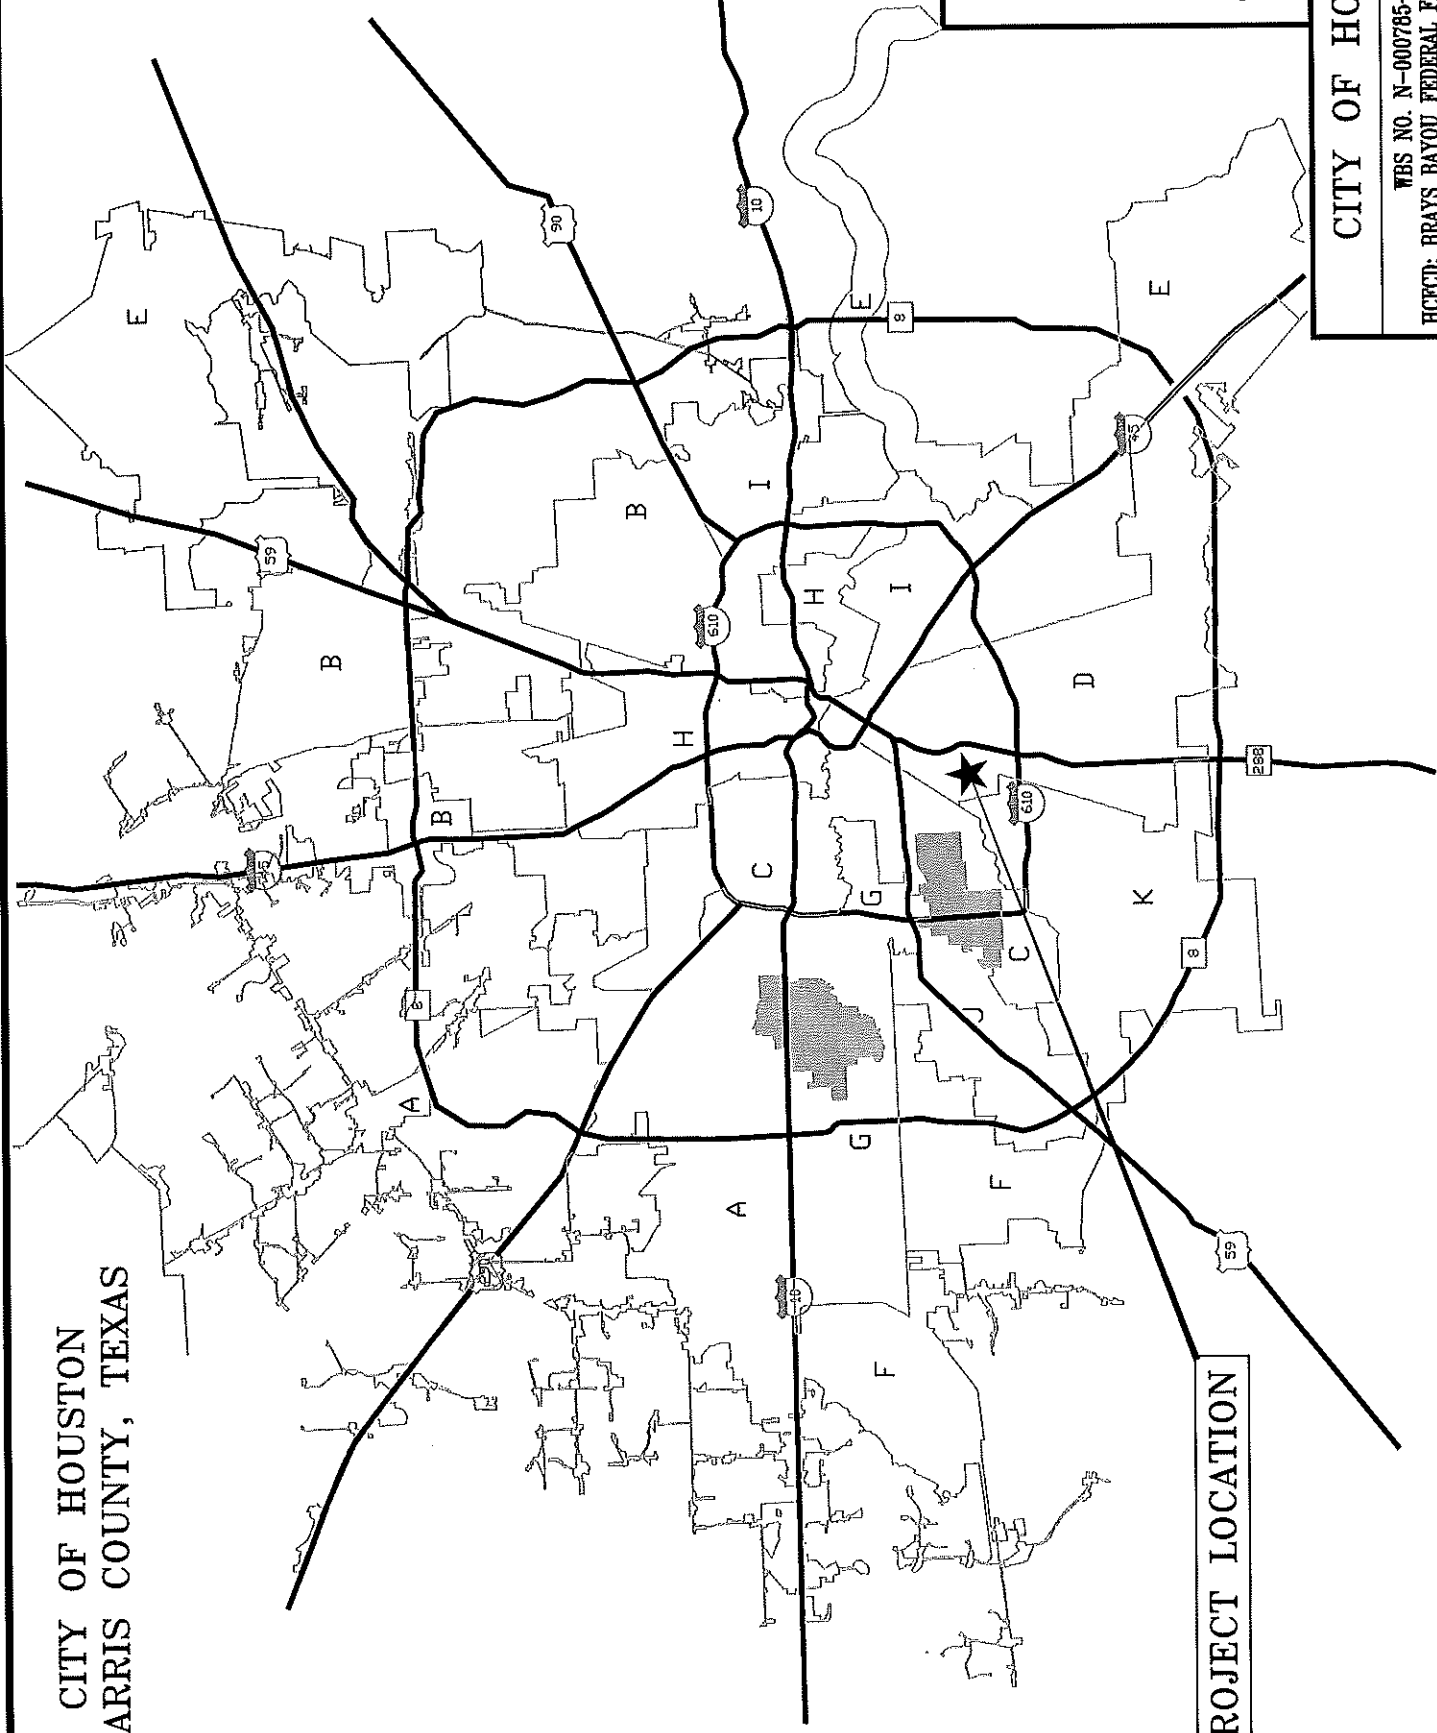 CITY OF HOUSTON
ARRIS COUNTY, TEXAS
E
59
90
B
B
E
B
I
10
45
B
H
610
H
I
E
8
E
8
A
C
G
C
D
288
45
A
G
J
610
K
8
10
F
F
59
ROJECT LOCATION
CITY OF HO
WBS NO. N-000785-
HCFCD: BRAYS BAYOU FEDERAL F